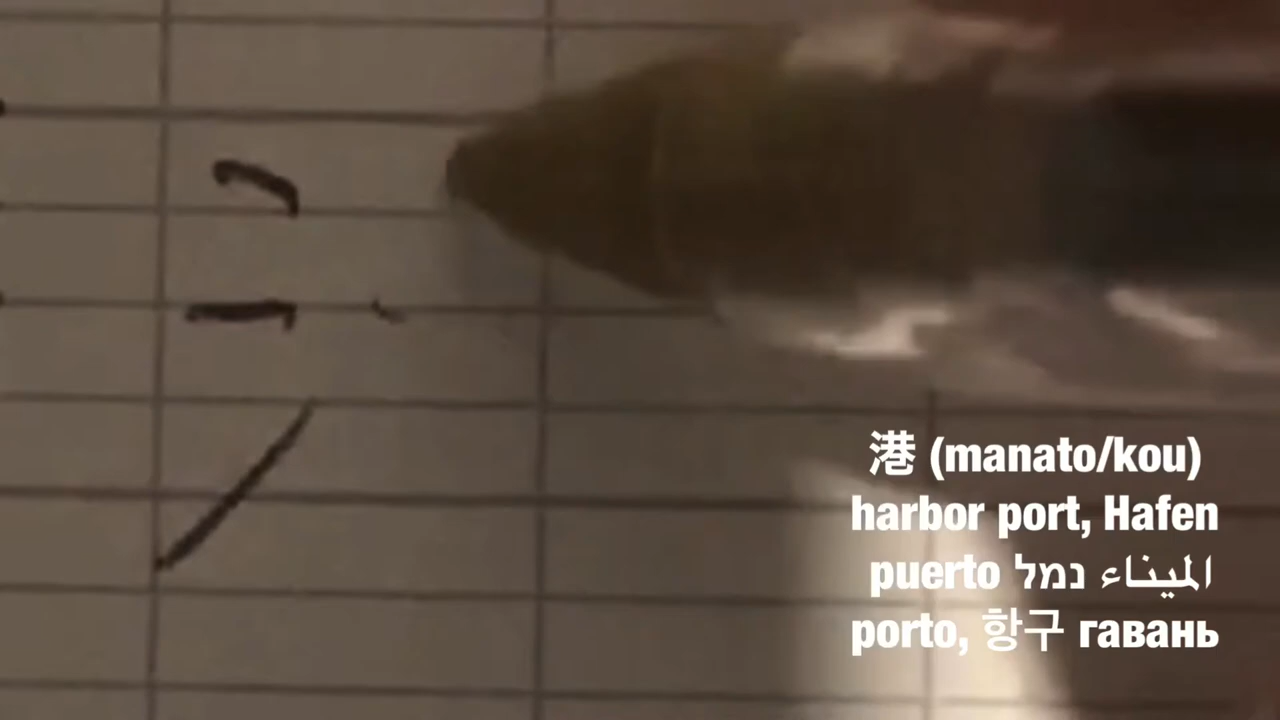 港 (manato/kou)
harbor port, Hafen
puerto נמל الميناء
porto, 항구 гавань